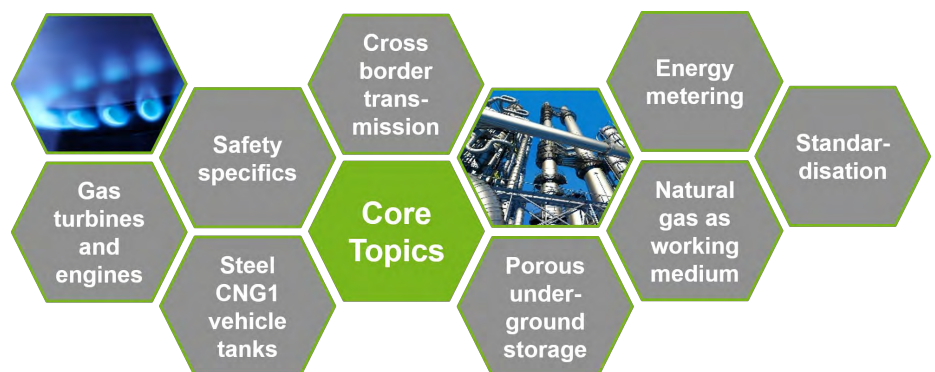 Cross
border
trans-
mission
Energy
metering
Safety
specifics
Standar-
disation
Gas
turbines
and
engines
Core
Topics
Natural
gas as
working
medium
Steel
CNG1
vehicle
tanks
Porous
under-
ground
storage